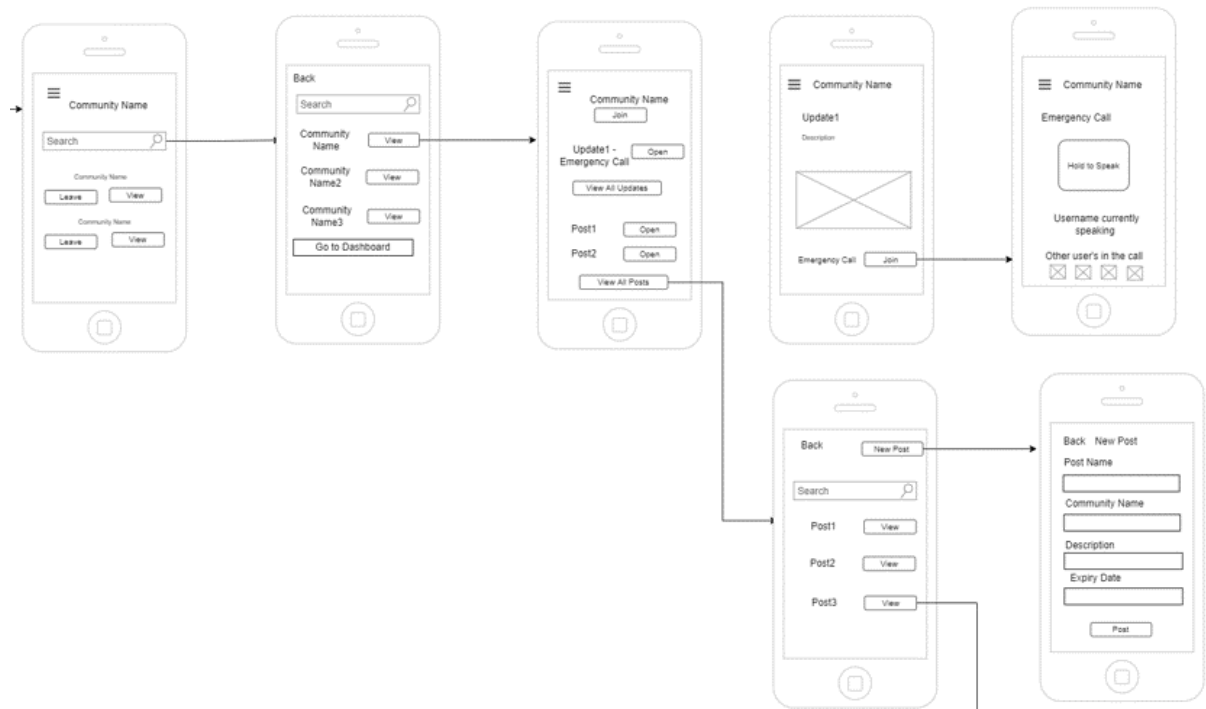 Community Name
Search
Community Name
Leave
View
Community Name
Leave
View
Back
Search
Community
Name
View
Community
Name2
View
Community
Name3
View
Go to Dashboard
Community Name
Join
Update1 -
Emergency Call
Open
View All Updates
Post1
Open
Post2
Open
View All Posts
Community Name
Update1
Description
Emergency Call
Join
Community Name
Emergency Call
Hold to Speak
Username currently
speaking
Other user's in the call
Back
New Post
Search
Post1
View
Post2
View
Post3
View
Back New Post
Post Name
Community Name
Description
Expiry Date
Post